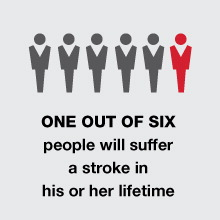 ONE OUT OF SIX
people will suffer
a stroke in
his or her lifetime